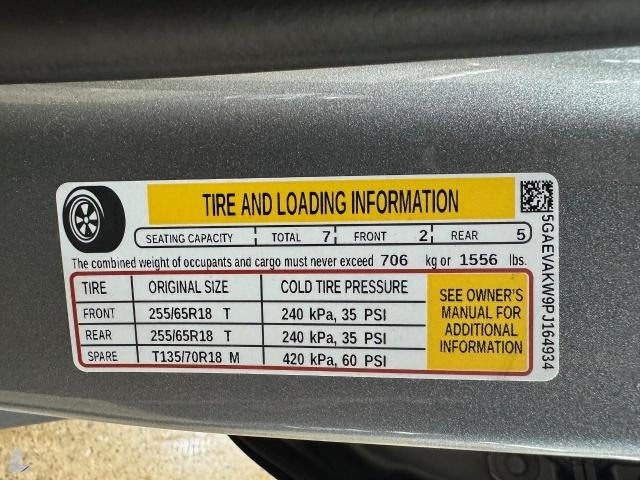 TIRE AND LOADING INFORMATION
SEATING CAPACITY TOTAL 7 FRONT 2 REAR 5
The combined weight of occupants and cargo must never exceed 706 kg or 1556 lbs.
TIRE ORIGINAL SIZE COLD TIRE PRESSURE
FRONT 255/65R18 T 240 kPa, 35 PSI
REAR 255/65R18 T 240 kPa, 35 PSI
SPARE T135/70R18 M 420 kPa, 60 PSI
SEE OWNER'S
MANUAL FOR
ADDITIONAL
INFORMATION
5GAEVAKW9PJ164934